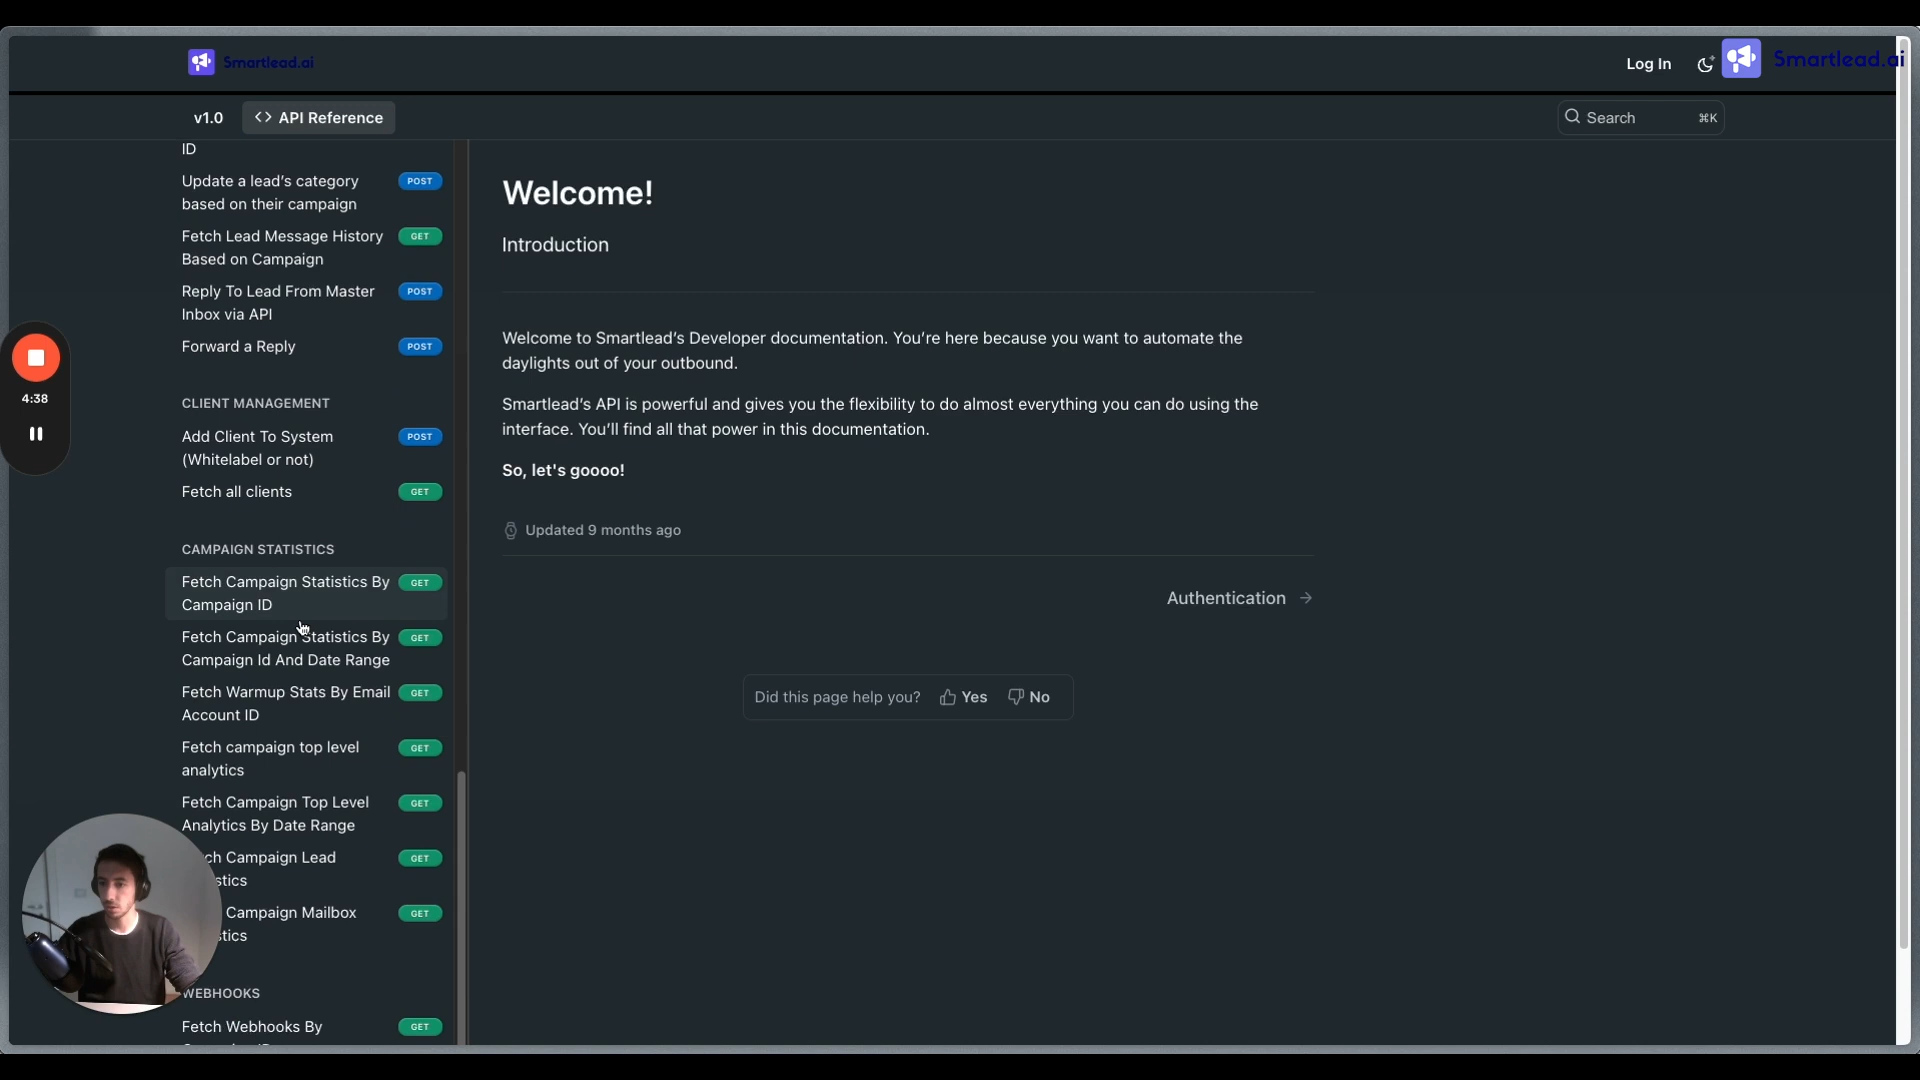 Smartlead.ai
Log In
Smartlead.ai
v1.0
<> API Reference
Search
⌘K
ID
Update a lead's category
based on their campaign
POST
Fetch Lead Message History
Based on Campaign
GET
Reply To Lead From Master
Inbox via API
POST
Forward a Reply
POST
CLIENT MANAGEMENT
Add Client To System
(Whitelabel or not)
POST
Fetch all clients
GET
CAMPAIGN STATISTICS
Fetch Campaign Statistics By
Campaign ID
GET
Fetch Campaign Statistics By
Campaign Id And Date Range
GET
Fetch Warmup Stats By Email
Account ID
GET
Fetch campaign top level
analytics
GET
Fetch Campaign Top Level
Analytics By Date Range
GET
ch Campaign Lead
stics
GET
Campaign Mailbox
stics
GET
WEBHOOKS
Fetch Webhooks By
GET
4:38
Welcome!
Introduction
Welcome to Smartlead's Developer documentation. You're here because you want to automate the
daylights out of your outbound.
Smartlead's API is powerful and gives you the flexibility to do almost everything you can do using the
interface. You'll find all that power in this documentation.
So, let's goooo!
Updated 9 months ago
Authentication →
Did this page help you? Yes No